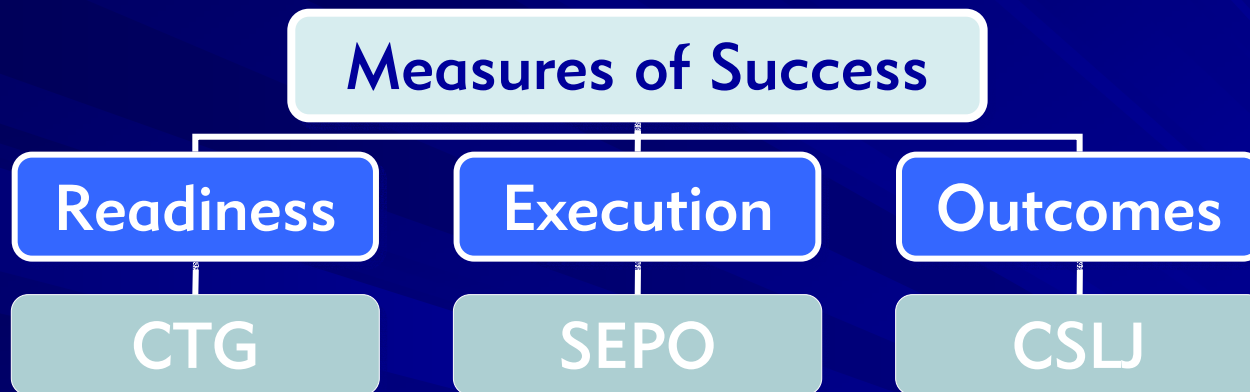 Measures of Success
Readiness Execution Outcomes
CTG SEPO CSLJ